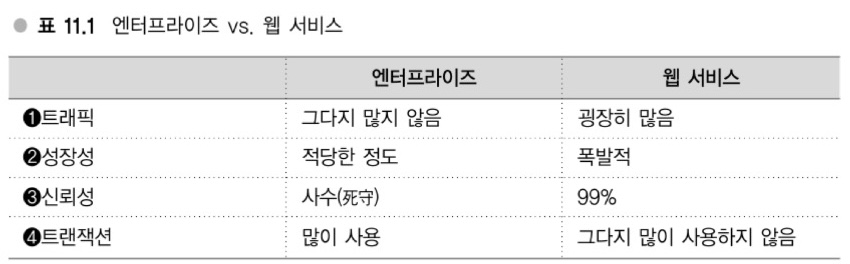 ● 표 11.1 엔터프라이즈 vs. 웹 서비스
엔터프라이즈 웹 서비스
❶트래픽 그다지 많지 않음 굉장히 많음
❷성장성 적당한 정도 폭발적
❸신뢰성 사수(死守) 99%
❹트랜잭션 많이 사용 그다지 많이 사용하지 않음